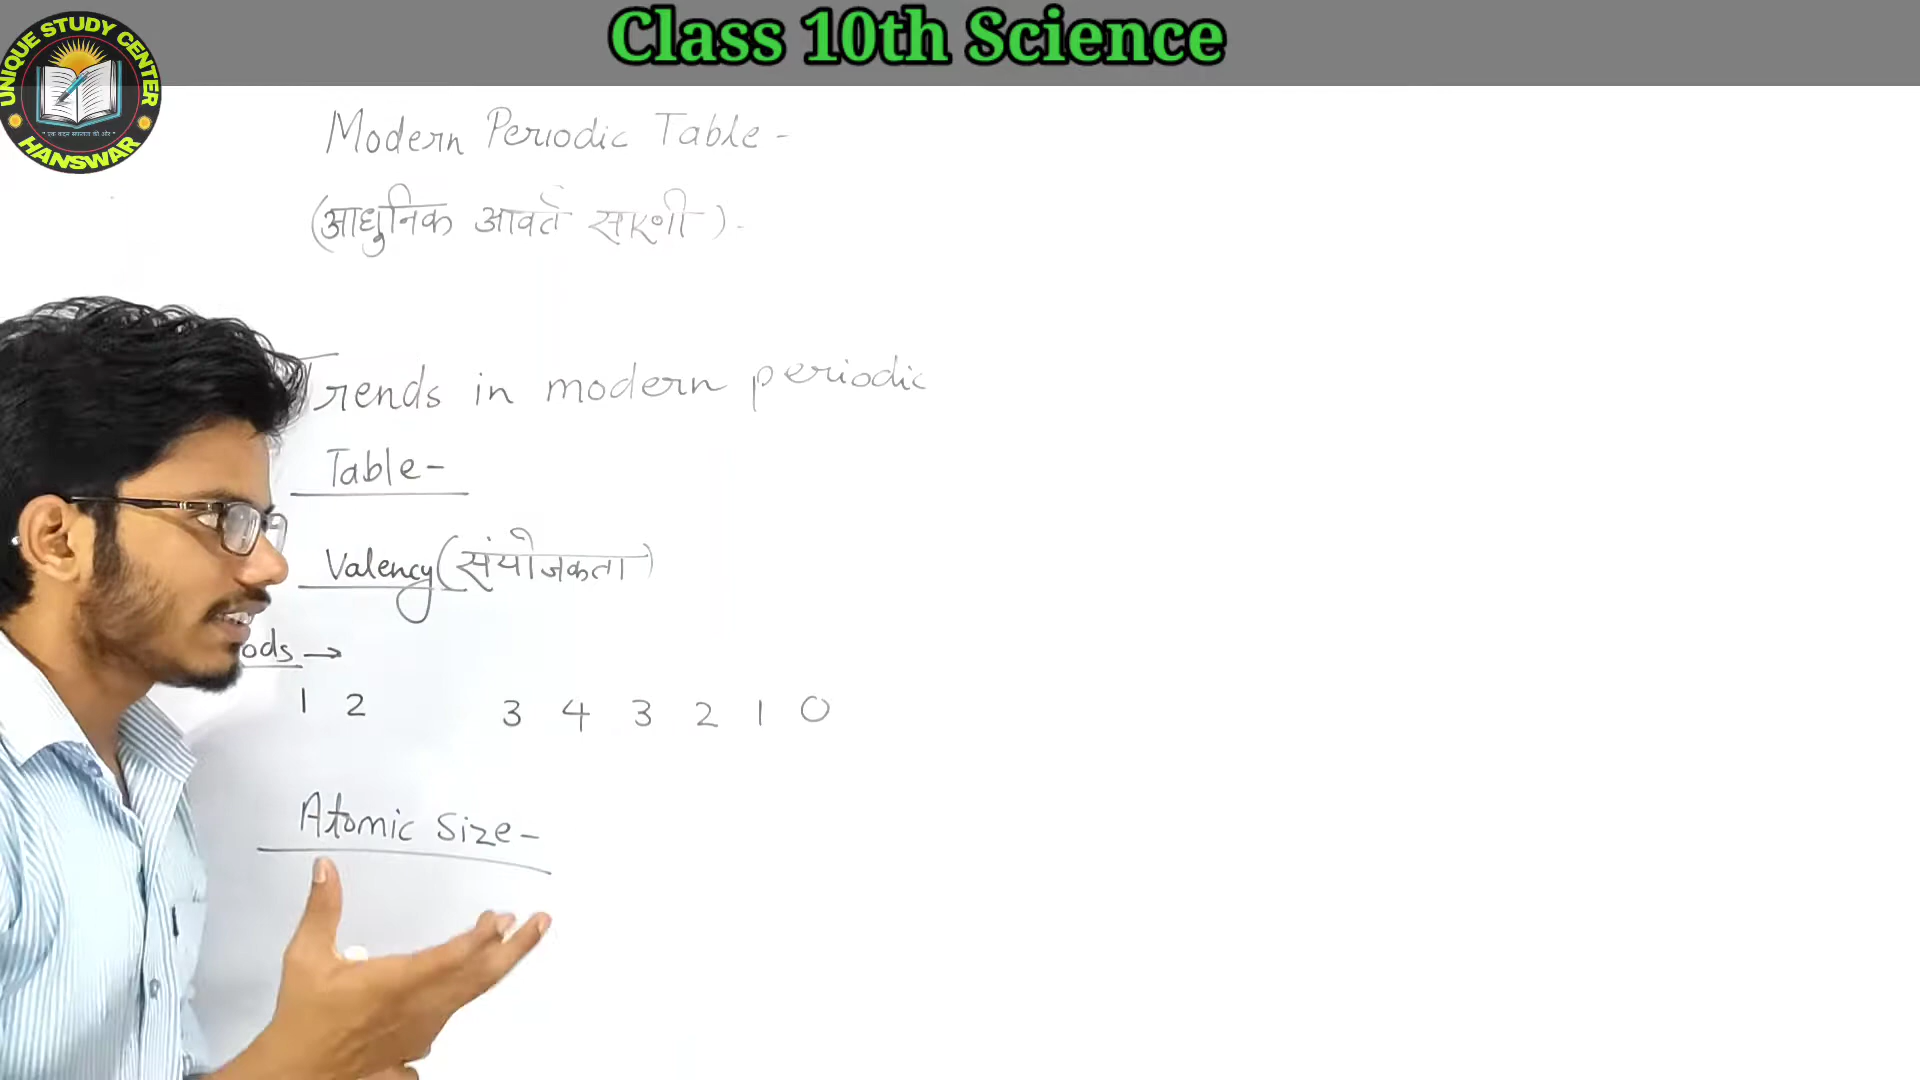 Class 10th Science
UNIQUE STUDY CENTER
HANSWAR
Modern Periodic Table -
(आधुनिक आवर्त सारणी) -
Trends in modern periodic
Table -
Valency (संयोजकता)
ods →
1 2 3 4 3 2 1 0
Atomic Size -